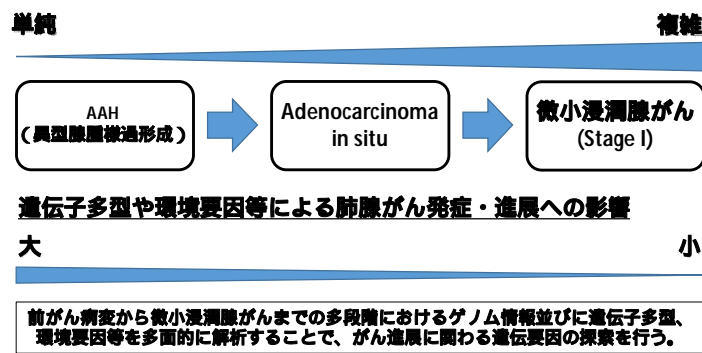 単純 複雑
AAH
(異型腺腫様過形成)
Adenocarcinoma
in situ
微小浸潤腺がん
(Stage I)
遺伝子多型や環境要因等による肺腺がん発症・進展への影響
大 小
前がん病変から微小浸潤腺がんまでの多段階におけるゲノム情報並びに遺伝子多型、
環境要因等を多面的に解析することで、がん進展に関わる遺伝要因の探索を行う。